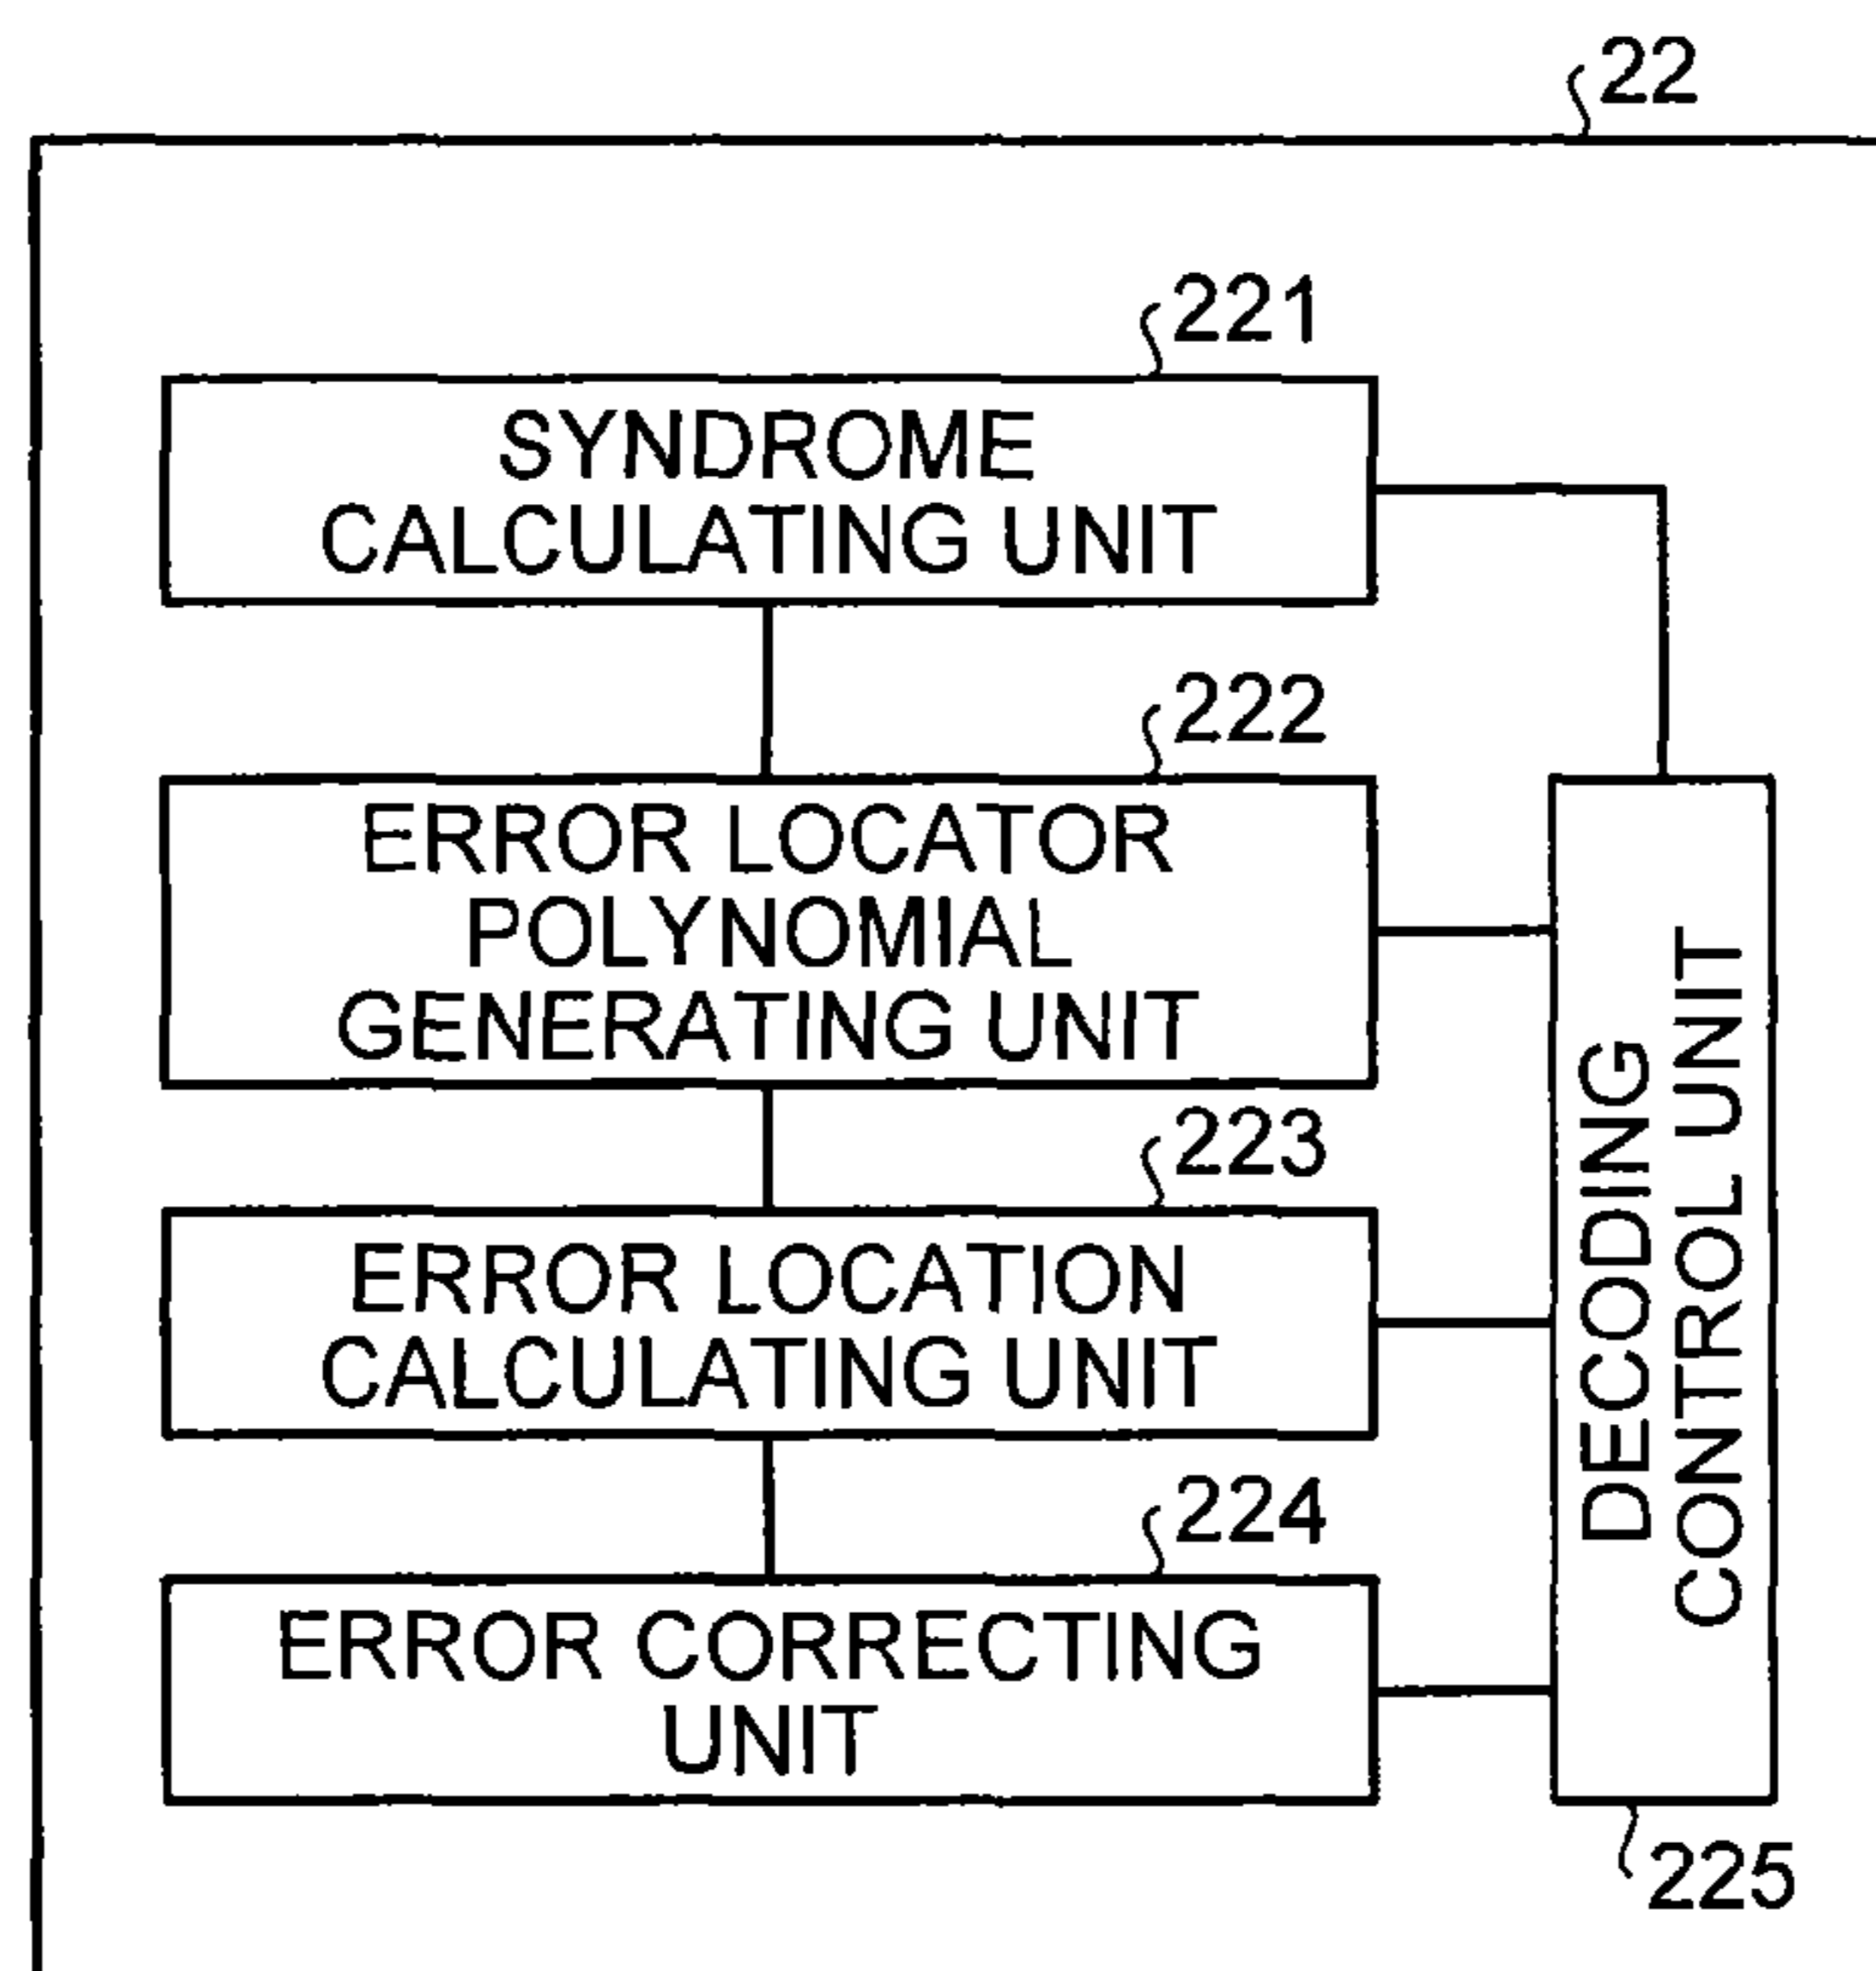 22
221
SYNDROME
CALCULATING UNIT
222
ERROR LOCATOR
POLYNOMIAL
GENERATING UNIT
223
ERROR LOCATION
CALCULATING UNIT
224
ERROR CORRECTING
UNIT
DECODING
CONTROL UNIT
225